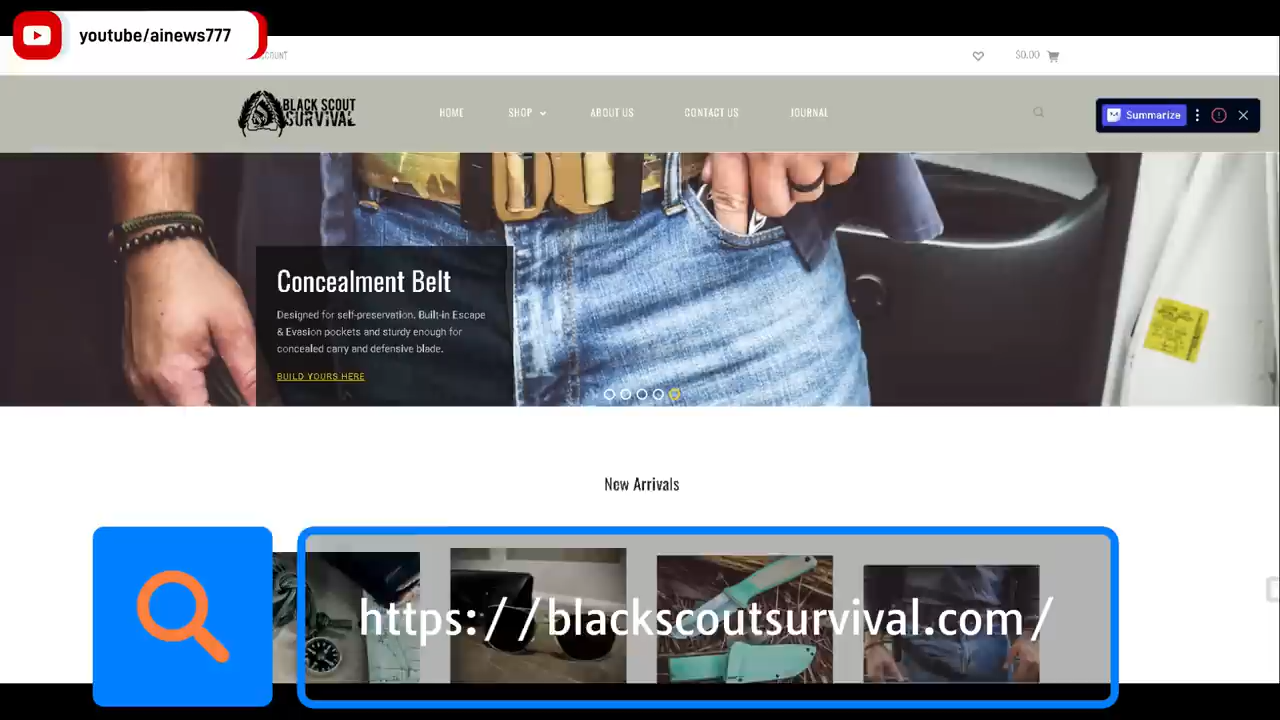 youtube/ainews777
COUNT
$0.00
BLACK SCOUT
SURVIVAL
HOME
SHOP
ABOUT US
CONTACT US
JOURNAL
Summarize
Concealment Belt
Designed for self-preservation. Built-in Escape
& Evasion pockets and sturdy enough for
concealed carry and defensive blade.
BUILD YOURS HERE
New Arrivals
https://blackscoutsurvival.com/